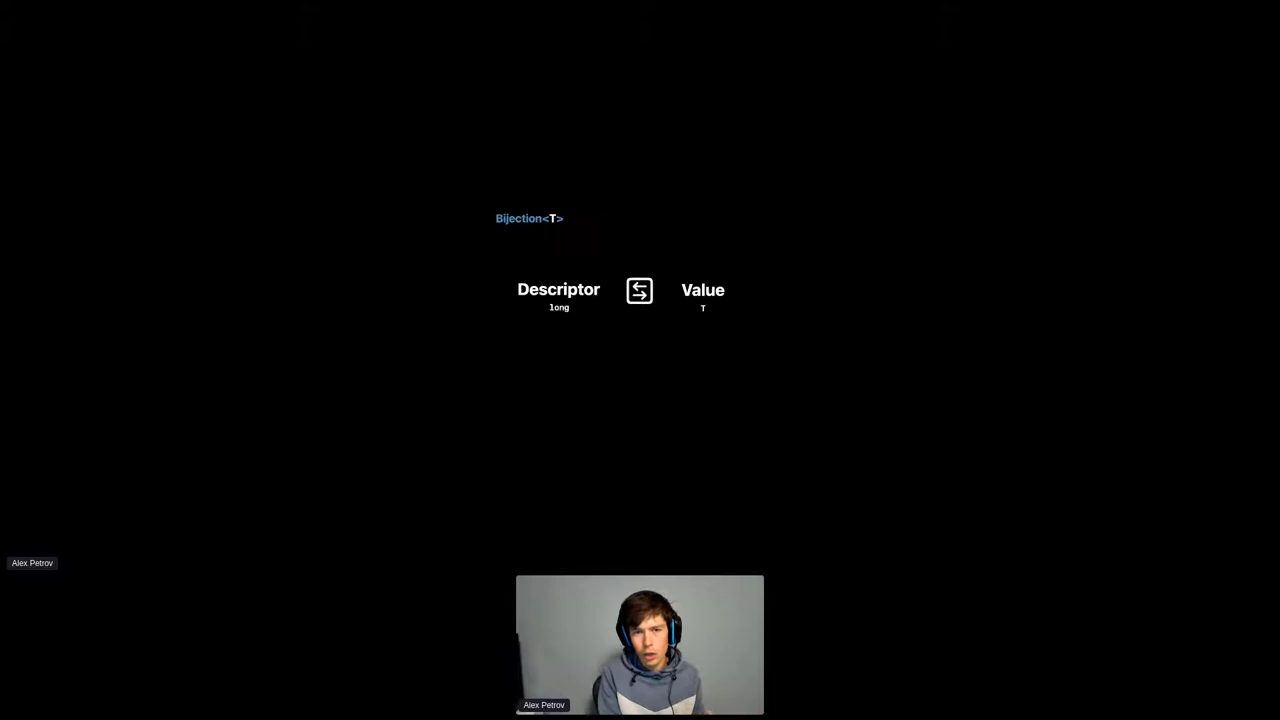 Bijection<T>
Descriptor
long
Value
T
Alex Petrov
Alex Petrov